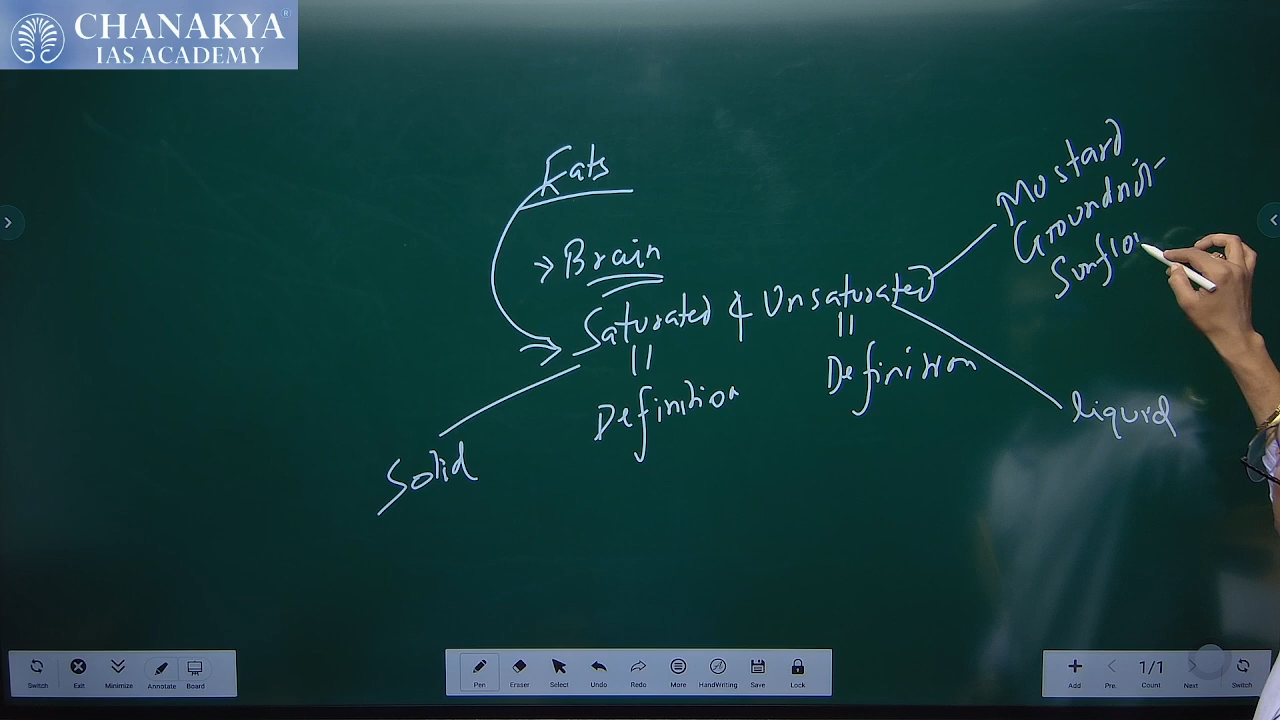 CHANAKYA®
IAS ACADEMY
Fats
→ Brain
Saturated & Unsaturated
||
||
Definition
Definition
Solid
liquid
Mustard
Groundnut
Sunflow
Switch
Exit
Minimize
Annotate
Board
Pen
Eraser
Select
Undo
Redo
More
HandWriting
Save
Lock
Add
Pre.
1/1
Count
Next
Switch